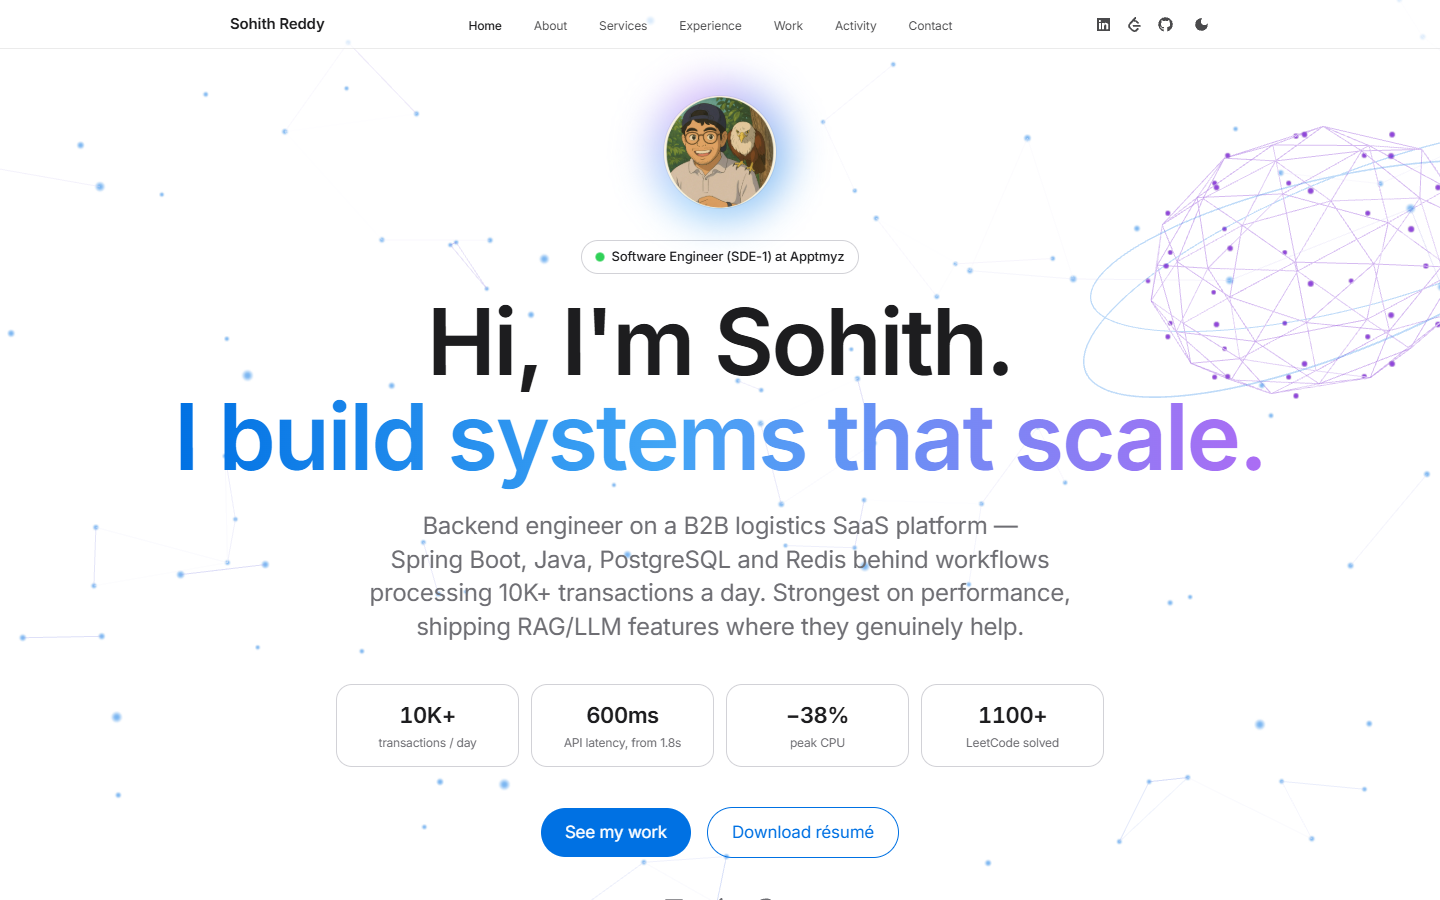 Sohith Reddy
Home About Services Experience Work Activity Contact
Software Engineer (SDE-1) at Apptmyz
Hi, I'm Sohith.
I build systems that scale.
Backend engineer on a B2B logistics SaaS platform —
Spring Boot, Java, PostgreSQL and Redis behind workflows
processing 10K+ transactions a day. Strongest on performance,
shipping RAG/LLM features where they genuinely help.
10K+ 600ms −38% 1100+
transactions / day API latency, from 1.8s peak CPU LeetCode solved
See my work Download résumé